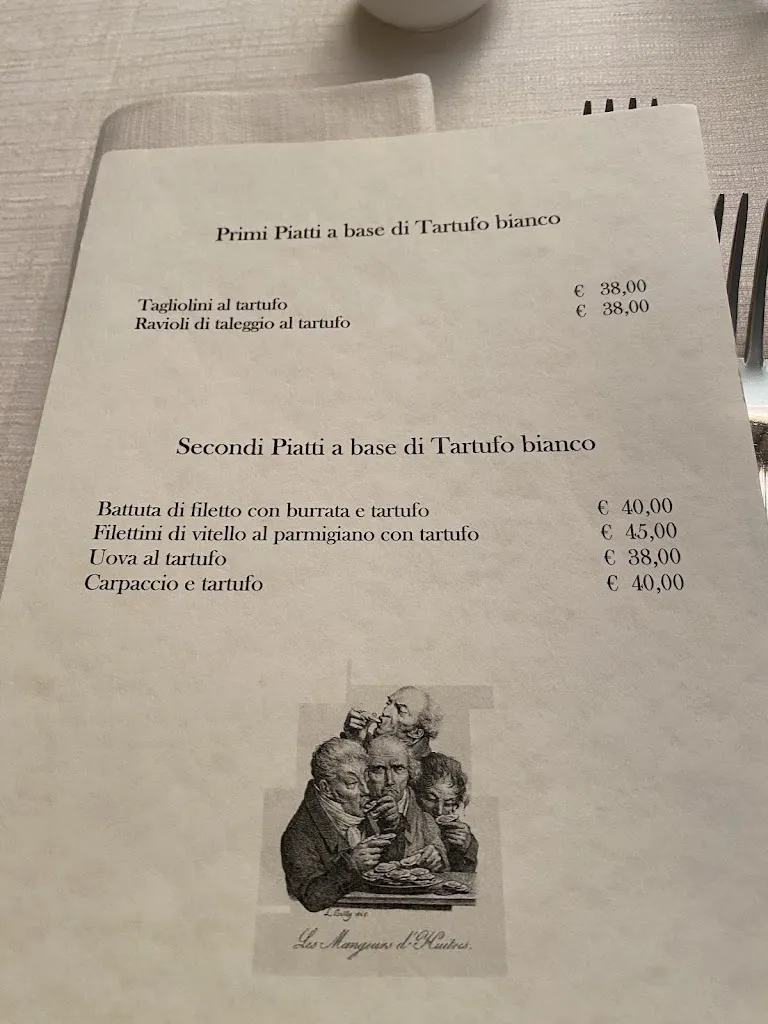 Primi Piatti a base di Tartufo bianco
Tagliolini al tartufo € 38,00
Ravioli di taleggio al tartufo € 38,00
Secondi Piatti a base di Tartufo bianco
Battuta di filetto con burrata e tartufo € 40,00
Filettini di vitello al parmigiano con tartufo € 45,00
Uova al tartufo € 38,00
Carpaccio e tartufo € 40,00
Les Mangeurs d'Huîtres.